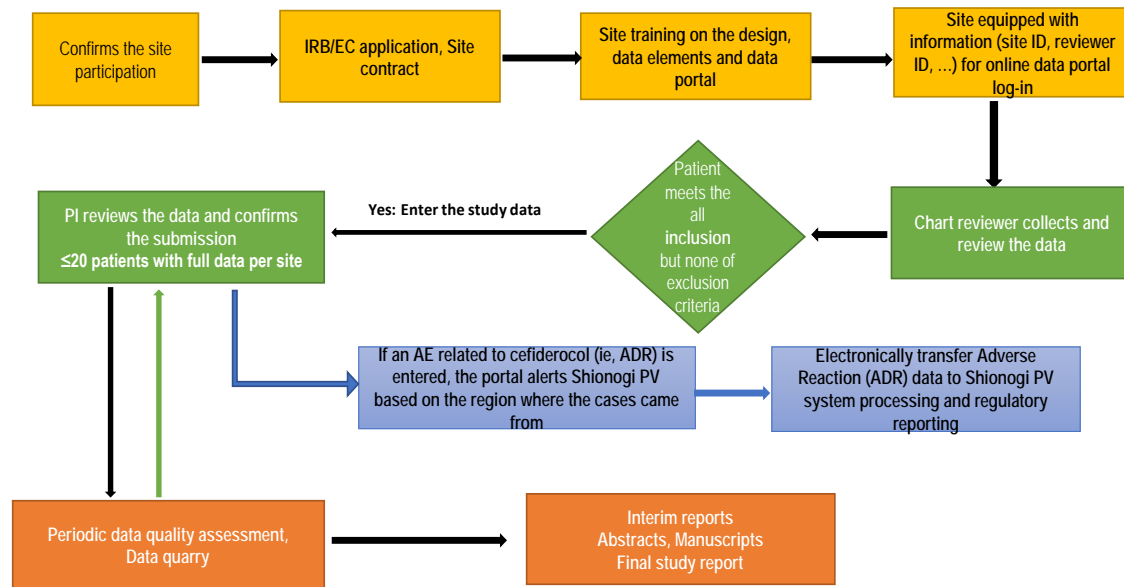 Confirms the site
participation
IRB/EC application, Site
contract
Site training on the design,
data elements and data
portal
Site equipped with
information (site ID, reviewer
ID, ...) for online data portal
log-in
PI reviews the data and confirms
the submission
≤20 patients with full data per site
Yes: Enter the study data
Patient
meets the
all
inclusion
but none of
exclusion
criteria
Chart reviewer collects and
review the data
If an AE related to cefiderocol (ie, ADR) is
entered, the portal alerts Shionogi PV
based on the region where the cases came
from
Electronically transfer Adverse
Reaction (ADR) data to Shionogi PV
system processing and regulatory
reporting
Periodic data quality assessment,
Data quarry
Interim reports
Abstracts, Manuscripts
Final study report